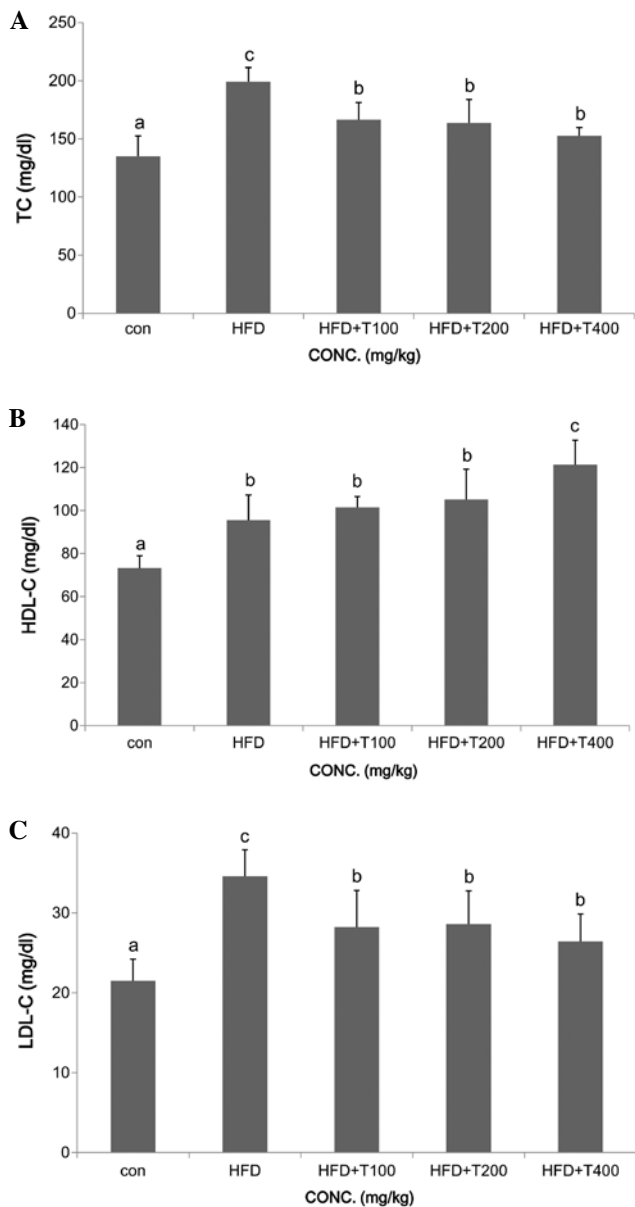 A
TC (mg/dl)
250
200
150
100
50
0
a
c
b
b
b
con HFD HFD+T100 HFD+T200 HFD+T400
CONC. (mg/kg)
B
HDL-C (mg/dl)
140
120
100
80
60
40
20
0
a
b
b
b
c
con HFD HFD+T100 HFD+T200 HFD+T400
CONC. (mg/kg)
C
LDL-C (mg/dl)
40
30
20
10
0
a
c
b
b
b
con HFD HFD+T100 HFD+T200 HFD+T400
CONC. (mg/kg)